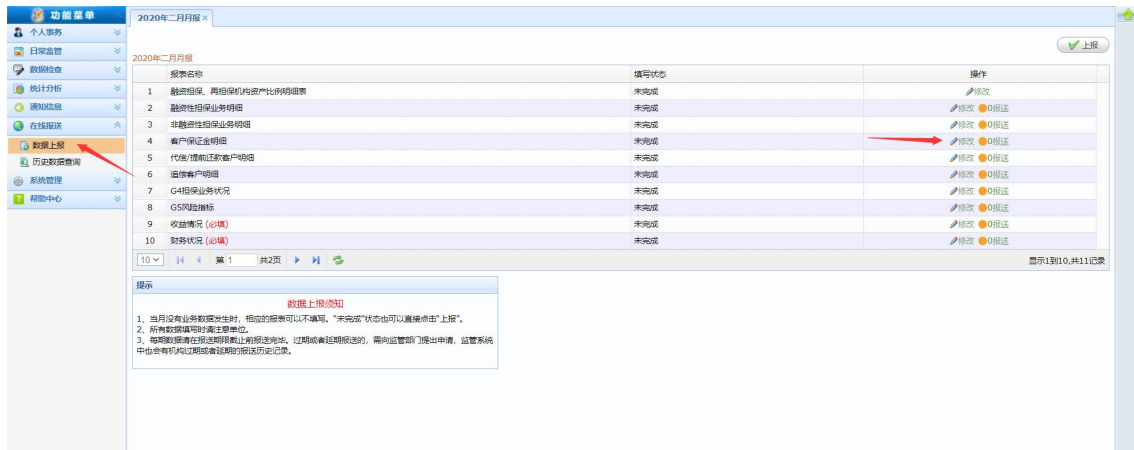 功能菜单
个人事务
日常监管
数据检查
统计分析
通知信息
在线报送
数据上报
历史数据查询
系统管理
帮助中心
2020年二月月报×
上报
2020年二月月报
报表名称 填写状态 操作
1 融资担保、再担保机构资产比例明细表 未完成 修改
2 融资性担保业务明细 未完成 修改 0报送
3 非融资性担保业务明细 未完成 修改 0报送
4 客户保证金明细 未完成 修改 0报送
5 代偿/提前还款客户明细 未完成 修改 0报送
6 追偿客户明细 未完成 修改 0报送
7 G4担保业务状况 未完成 修改 0报送
8 G5风险指标 未完成 修改 0报送
9 收益情况 (必填) 未完成 修改 0报送
10 财务状况 (必填) 未完成 修改 0报送
10 第 1 共2页 显示1到10,共11记录
提示
数据上报须知
1、当月没有业务数据发生时，相应的报表可以不填写。"未完成"状态也可以直接点击"上报"。
2、所有数据填写时请注意单位。
3、每期数据请在报送期限截止前报送完毕。过期或者延期报送的，需向监管部门提出申请，监管系统
中也会有机构过期或者延期的报送历史记录。